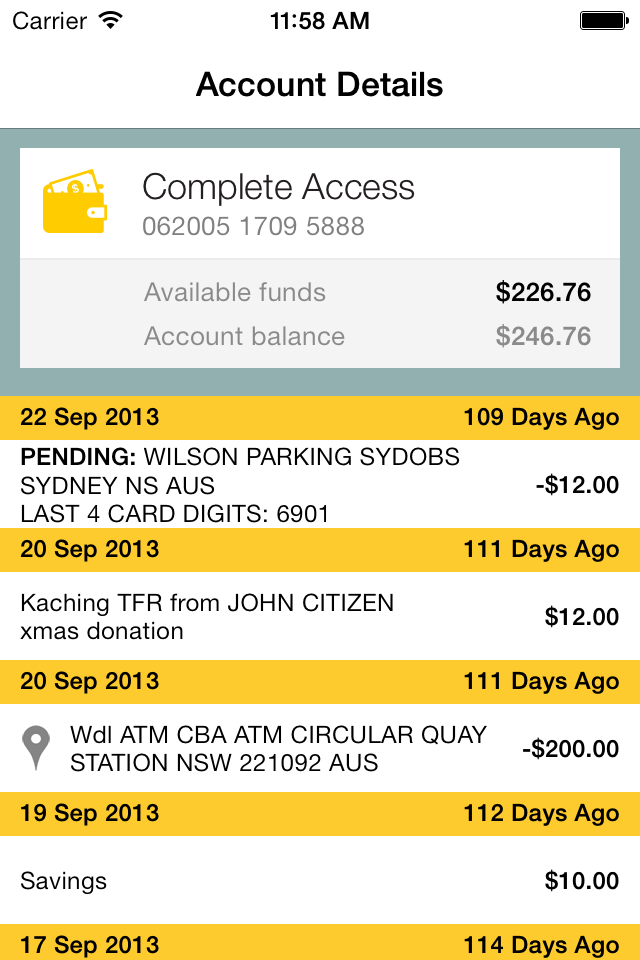 Carrier 11:58 AM
Account Details
Complete Access
062005 1709 5888
Available funds $226.76
Account balance $246.76
22 Sep 2013 109 Days Ago
PENDING: WILSON PARKING SYDOBS
SYDNEY NS AUS -$12.00
LAST 4 CARD DIGITS: 6901
20 Sep 2013 111 Days Ago
Kaching TFR from JOHN CITIZEN
xmas donation $12.00
20 Sep 2013 111 Days Ago
Wdl ATM CBA ATM CIRCULAR QUAY
STATION NSW 221092 AUS -$200.00
19 Sep 2013 112 Days Ago
Savings $10.00
17 Sep 2013 114 Days Ago